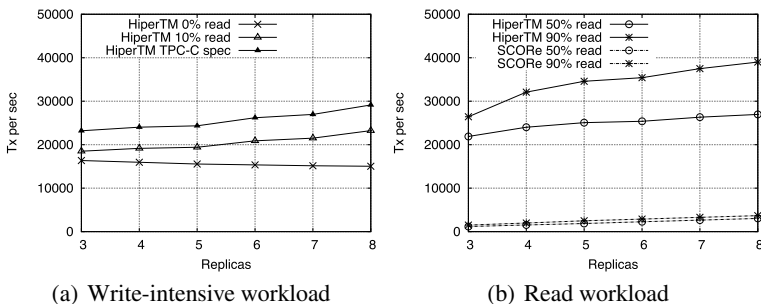 HiperTM 0% read
HiperTM 10% read
HiperTM TPC-C spec
50000
40000
30000
20000
10000
0
Tx per sec
3 4 5 6 7 8
Replicas
(a) Write-intensive workload
HiperTM 50% read
HiperTM 90% read
SCORe 50% read
SCORe 90% read
50000
40000
30000
20000
10000
0
Tx per sec
3 4 5 6 7 8
Replicas
(b) Read workload